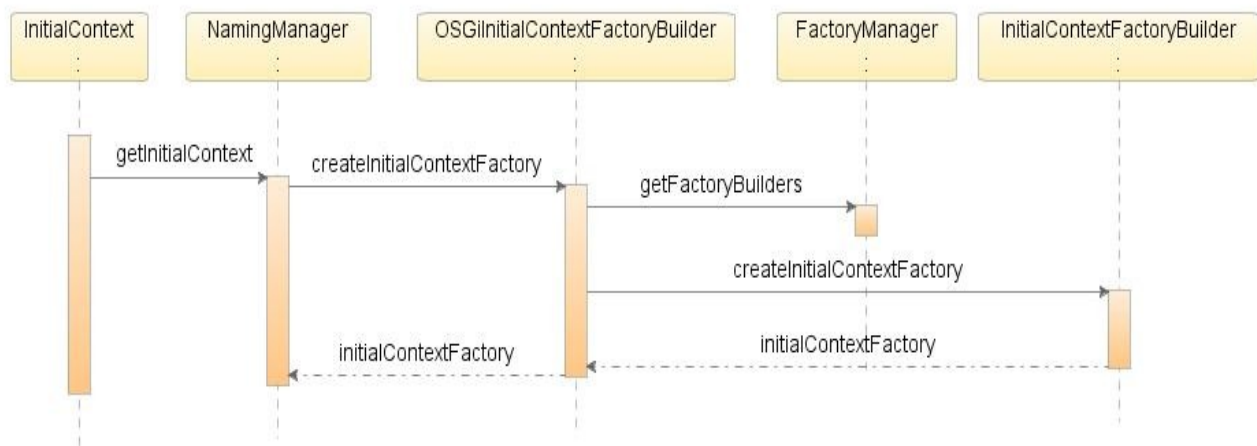 InitialContext
:
NamingManager
:
OSGiInitialContextFactoryBuilder
:
FactoryManager
:
InitialContextFactoryBuilder
:
getInitialContext
createInitialContextFactory
getFactoryBuilders
createInitialContextFactory
initialContextFactory
initialContextFactory